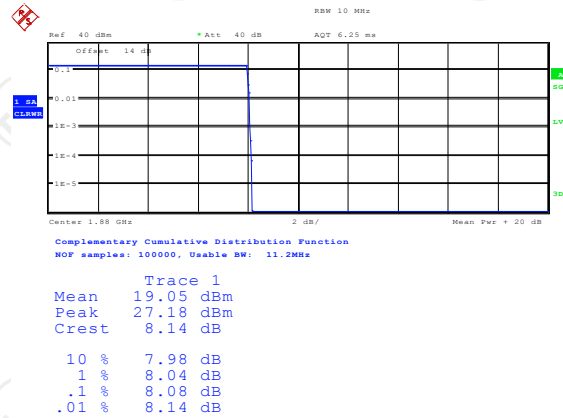 RBW 10 MHz
Ref 40 dBm * Att 40 dB AQT 6.25 ms
Offset 14 dB
0.1
0.01
1E-3
1E-4
1E-5
1 SA
CLRWR
A
SGL
LVL
3DB
Center 1.88 GHz 2 dB/ Mean Pwr + 20 dB
Complementary Cumulative Distribution Function
NOF samples: 100000, Usable BW: 11.2MHz
Trace 1
Mean 19.05 dBm
Peak 27.18 dBm
Crest 8.14 dB
10 % 7.98 dB
1 % 8.04 dB
.1 % 8.08 dB
.01 % 8.14 dB